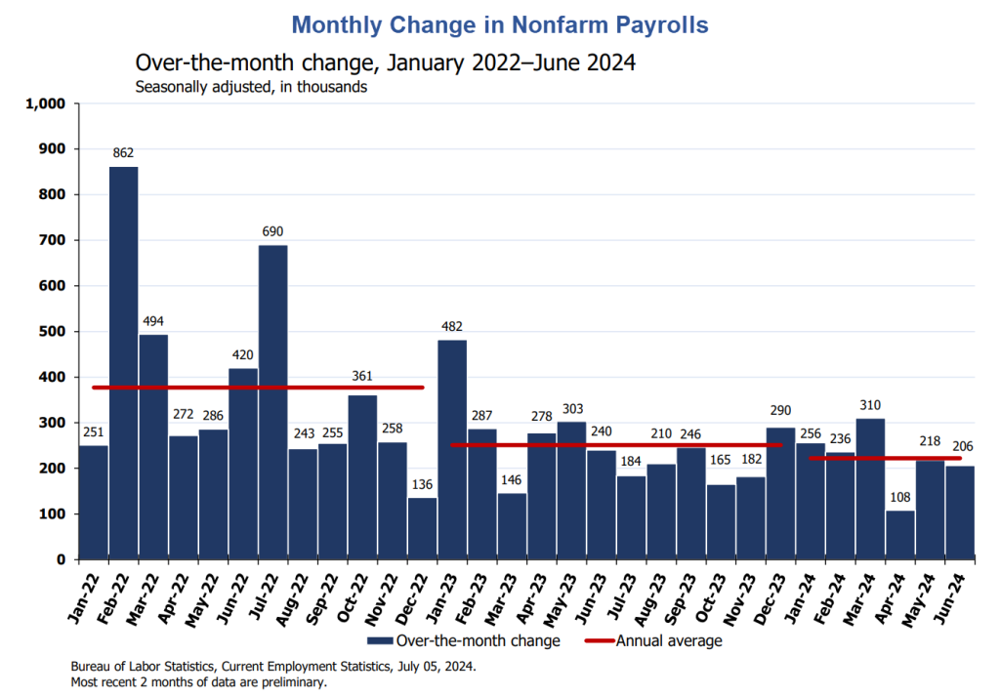 Monthly Change in Nonfarm Payrolls
Over-the-month change, January 2022–June 2024
Seasonally adjusted, in thousands
1,000
900
800
700
600
500
400
300
200
100
0
251
862
494
272
286
420
690
243
255
361
258
136
482
287
146
278
303
240
184
210
246
165
182
290
256
236
310
108
218
206
Jan-22
Feb-22
Mar-22
Apr-22
May-22
Jun-22
Jul-22
Aug-22
Sep-22
Oct-22
Nov-22
Dec-22
Jan-23
Feb-23
Mar-23
Apr-23
May-23
Jun-23
Jul-23
Aug-23
Sep-23
Oct-23
Nov-23
Dec-23
Jan-24
Feb-24
Mar-24
Apr-24
May-24
Jun-24
Over-the-month change
Annual average
Bureau of Labor Statistics, Current Employment Statistics, July 05, 2024.
Most recent 2 months of data are preliminary.